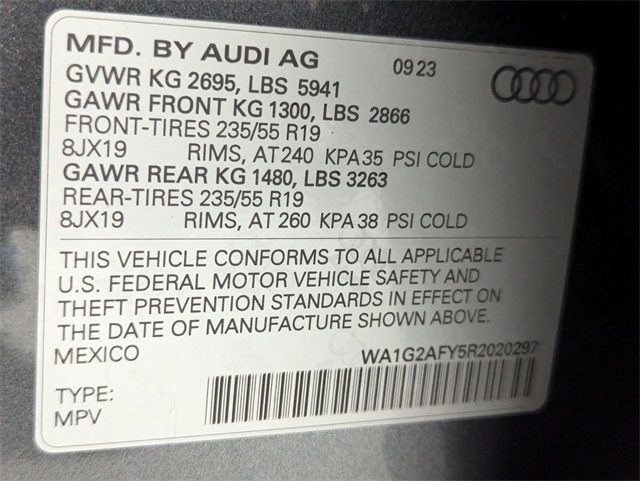 MFD. BY AUDI AG 09 23
GVWR KG 2695, LBS 5941
GAWR FRONT KG 1300, LBS 2866
FRONT-TIRES 235/55 R19
8JX19 RIMS, AT 240 KPA 35 PSI COLD
GAWR REAR KG 1480, LBS 3263
REAR-TIRES 235/55 R19
8JX19 RIMS, AT 260 KPA 38 PSI COLD
THIS VEHICLE CONFORMS TO ALL APPLICABLE
U.S. FEDERAL MOTOR VEHICLE SAFETY AND
THEFT PREVENTION STANDARDS IN EFFECT ON
THE DATE OF MANUFACTURE SHOWN ABOVE.
MEXICO WA1G2AFY5R2020297
TYPE:
MPV